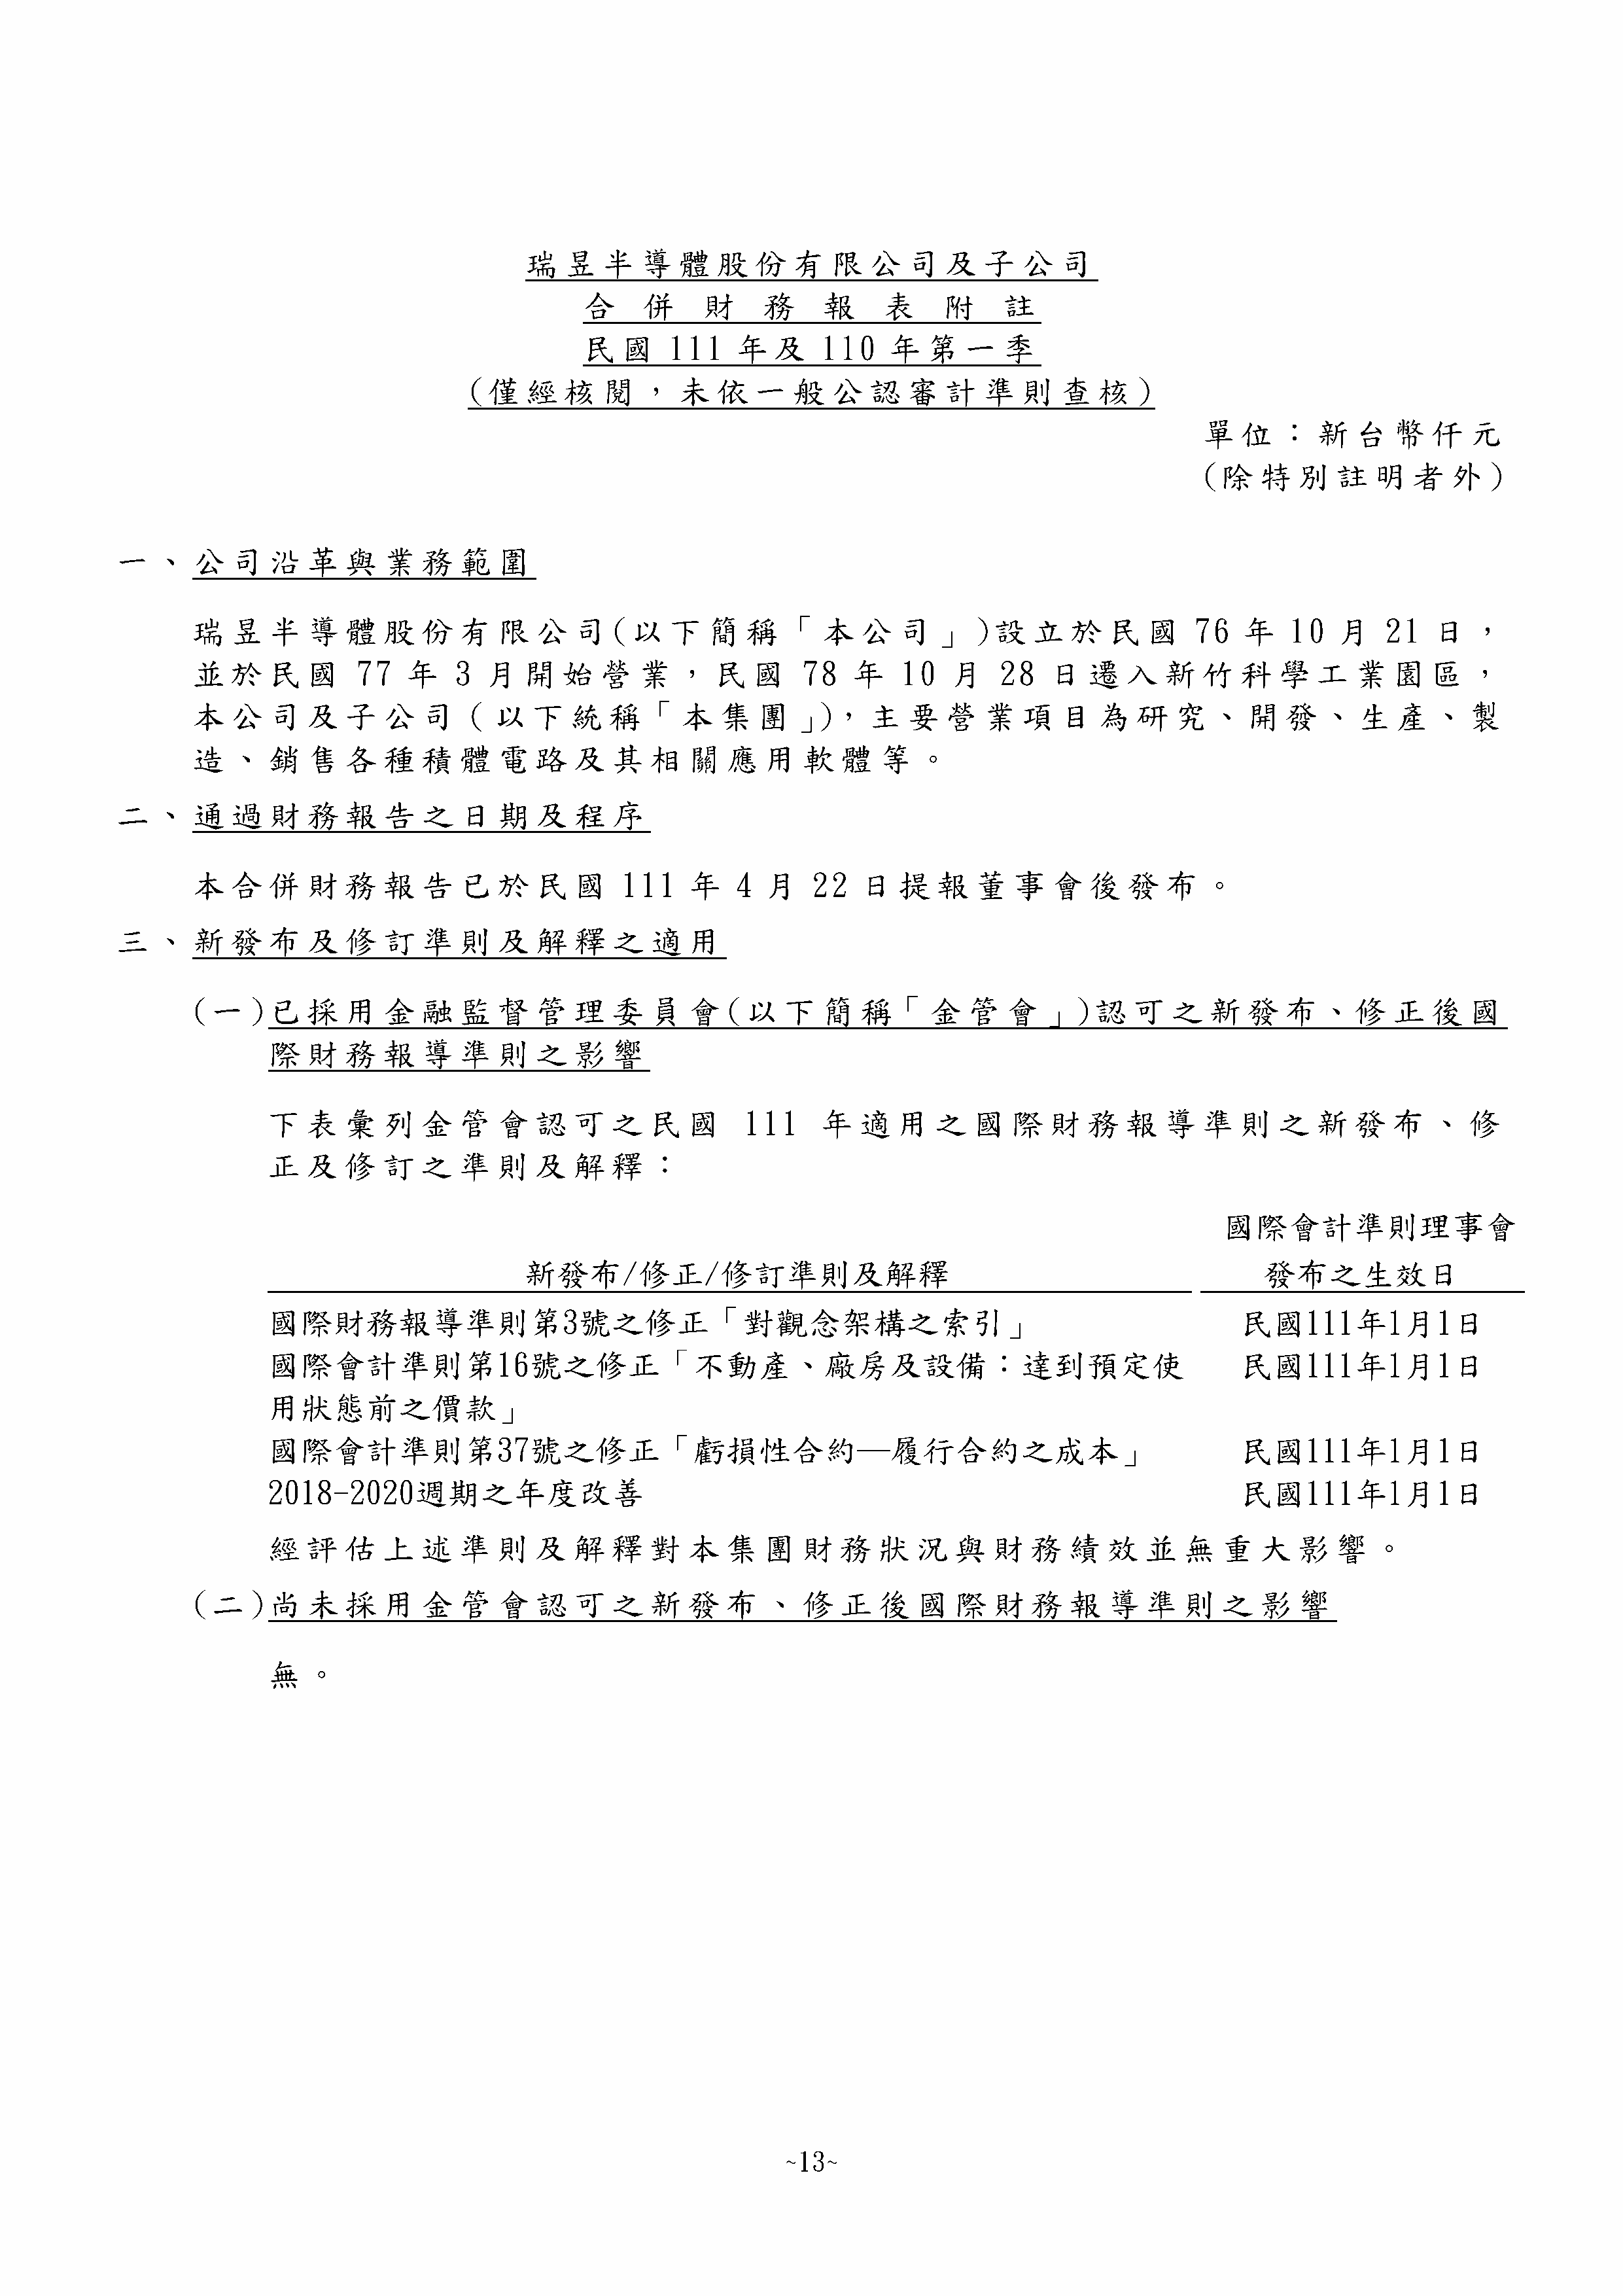 瑞昱半導體股份有限公司及子公司
合併財務報表附註
民國 111 年及 110 年第一季
(僅經核閱，未依一般公認審計準則查核)
單位：新台幣仟元
(除特別註明者外)
一、公司沿革與業務範圍
瑞昱半導體股份有限公司(以下簡稱「本公司」)設立於民國 76 年 10 月 21 日，
並於民國 77 年 3 月開始營業，民國 78 年 10 月 28 日遷入新竹科學工業園區，
本公司及子公司(以下統稱「本集團」)，主要營業項目為研究、開發、生產、製
造、銷售各種積體電路及其相關應用軟體等。
二、通過財務報告之日期及程序
本合併財務報告已於民國 111 年 4 月 22 日提報董事會後發布。
三、新發布及修訂準則及解釋之適用
(一)已採用金融監督管理委員會(以下簡稱「金管會」)認可之新發布、修正後國
際財務報導準則之影響
下表彙列金管會認可之民國 111 年適用之國際財務報導準則之新發布、修
正及修訂之準則及解釋：
國際會計準則理事會
新發布/修正/修訂準則及解釋 發布之生效日
國際財務報導準則第3號之修正「對觀念架構之索引」 民國111年1月1日
國際會計準則第16號之修正「不動產、廠房及設備：達到預定使 民國111年1月1日
用狀態前之價款」
國際會計準則第37號之修正「虧損性合約—履行合約之成本」 民國111年1月1日
2018-2020週期之年度改善 民國111年1月1日
經評估上述準則及解釋對本集團財務狀況與財務績效並無重大影響。
(二)尚未採用金管會認可之新發布、修正後國際財務報導準則之影響
無。
~13~